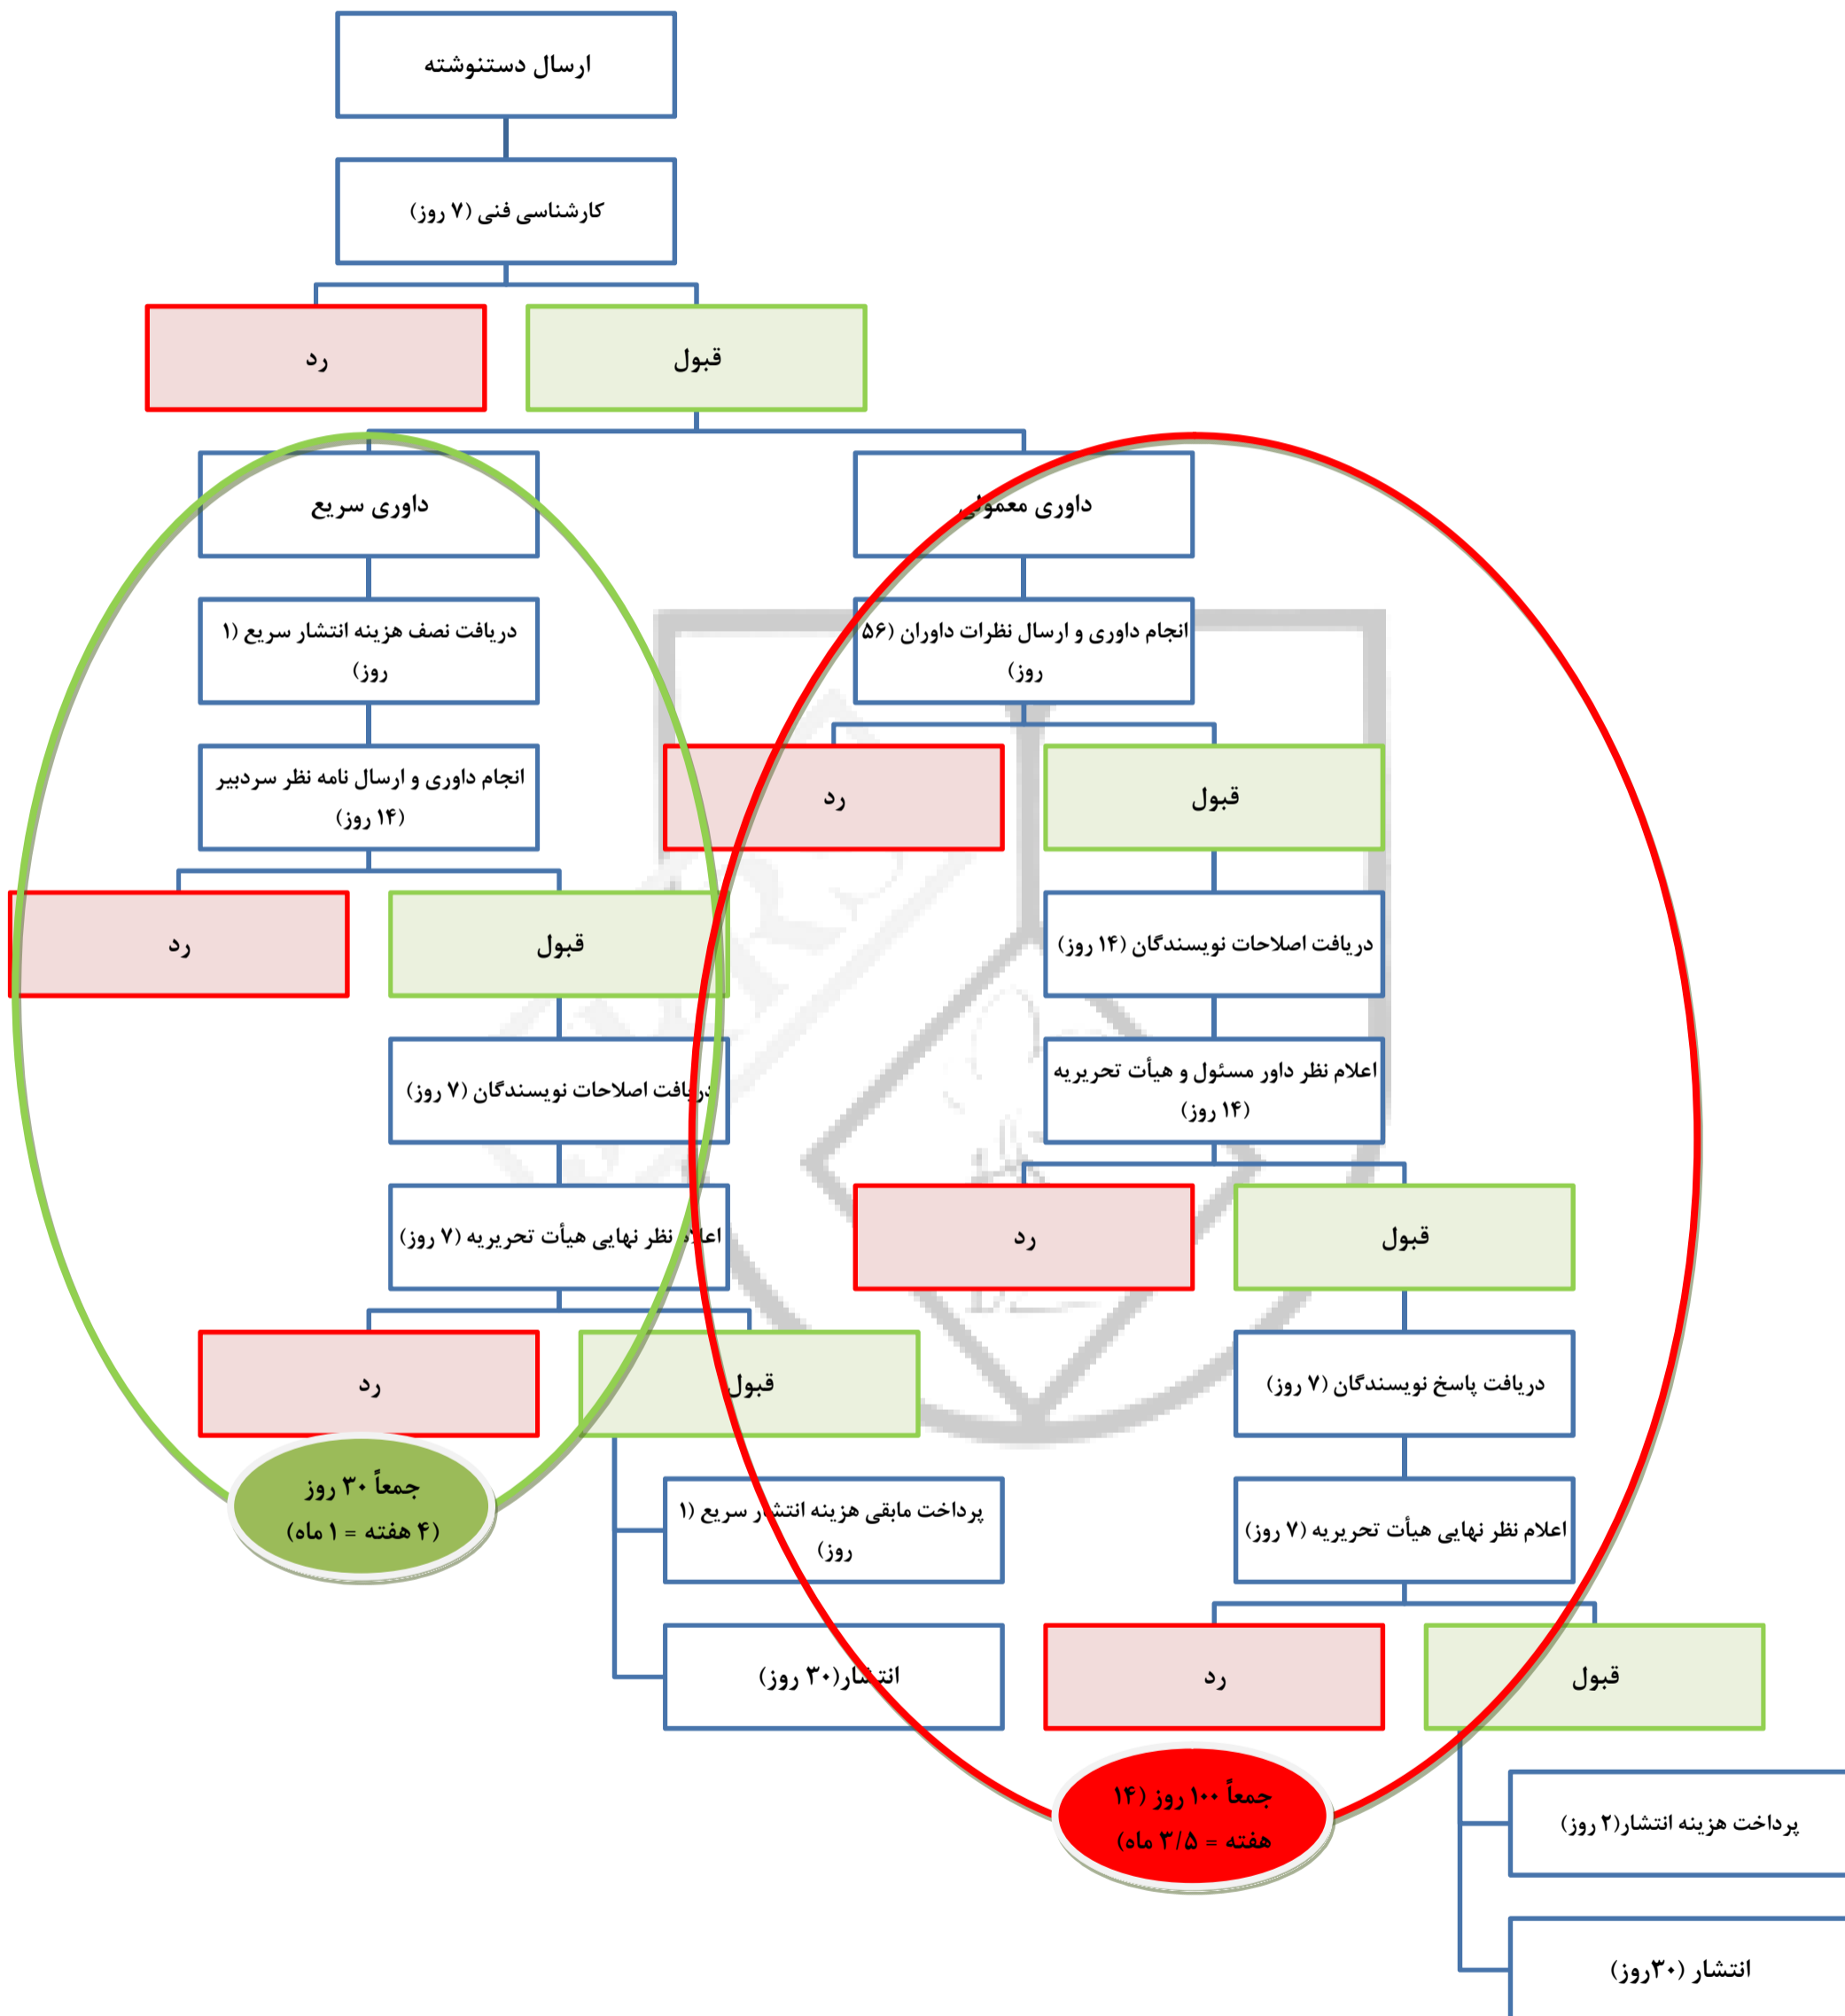 ارسال دستنوشته
کارشناسی فنی (۷ روز)
رد
قبول
داوری سریع
دریافت نصف هزینه انتشار سریع (۱
روز)
انجام داوری و ارسال نامه نظر سردبیر
(۱۴ روز)
رد
قبول
دریافت اصلاحات نویسندگان (۷ روز)
اعلام نظر نهایی هیأت تحریریه (۷ روز)
رد
قبول
پرداخت مابقی هزینه انتشار سریع (۱
روز)
انتشار(۳۰ روز)
جمعاً ۳۰ روز
(۴ هفته = ۱ ماه)
داوری معمولی
انجام داوری و ارسال نظرات داوران (۵۶
روز)
رد
قبول
دریافت اصلاحات نویسندگان (۱۴ روز)
اعلام نظر داور مسئول و هیأت تحریریه
(۱۴ روز)
رد
قبول
دریافت پاسخ نویسندگان (۷ روز)
اعلام نظر نهایی هیأت تحریریه (۷ روز)
رد
قبول
پرداخت هزینه انتشار(۲ روز)
انتشار (۳۰روز)
جمعاً ۱۰۰ روز (۱۴
هفته = ۳/۵ ماه)